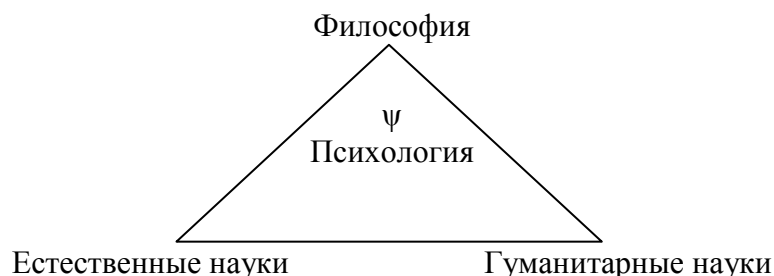 Философия
ψ
Психология
Естественные науки
Гуманитарные науки